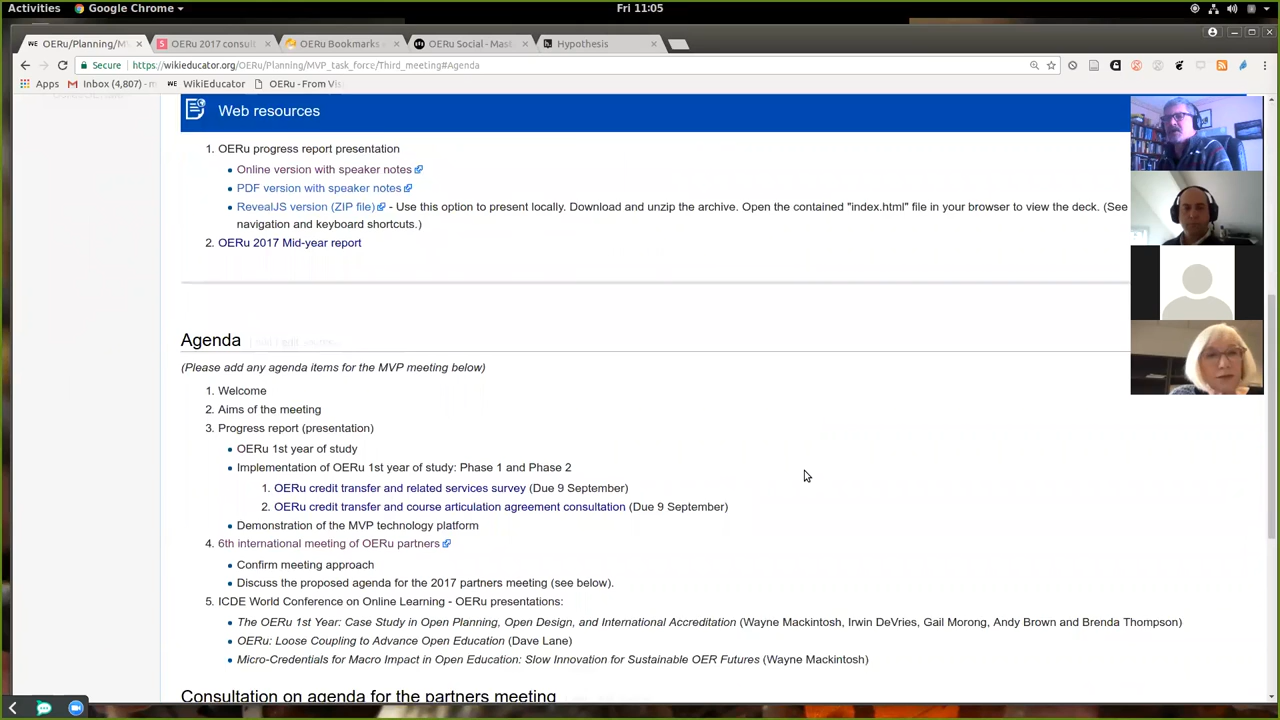 Activities Google Chrome Fri 11:05
OERu/Planning/M OERu 2017 consult OERu Bookmarks OERu Social - Mast Hypothesis
Secure https://wikieducator.org/OERu/Planning/MVP_task_force/Third_meeting#Agenda
Apps Inbox (4,807) - m WikiEducator OERu - From Vis
Web resources
1. OERu progress report presentation
Online version with speaker notes
PDF version with speaker notes
RevealJS version (ZIP file) - Use this option to present locally. Download and unzip the archive. Open the contained "index.html" file in your browser to view the deck. (See
navigation and keyboard shortcuts.)
2. OERu 2017 Mid-year report
Agenda
(Please add any agenda items for the MVP meeting below)
1. Welcome
2. Aims of the meeting
3. Progress report (presentation)
OERu 1st year of study
Implementation of OERu 1st year of study: Phase 1 and Phase 2
1. OERu credit transfer and related services survey (Due 9 September)
2. OERu credit transfer and course articulation agreement consultation (Due 9 September)
Demonstration of the MVP technology platform
4. 6th international meeting of OERu partners
Confirm meeting approach
Discuss the proposed agenda for the 2017 partners meeting (see below).
5. ICDE World Conference on Online Learning - OERu presentations:
The OERu 1st Year: Case Study in Open Planning, Open Design, and International Accreditation (Wayne Mackintosh, Irwin DeVries, Gail Morong, Andy Brown and Brenda Thompson)
OERu: Loose Coupling to Advance Open Education (Dave Lane)
Micro-Credentials for Macro Impact in Open Education: Slow Innovation for Sustainable OER Futures (Wayne Mackintosh)
Consultation on agenda for the partners meeting